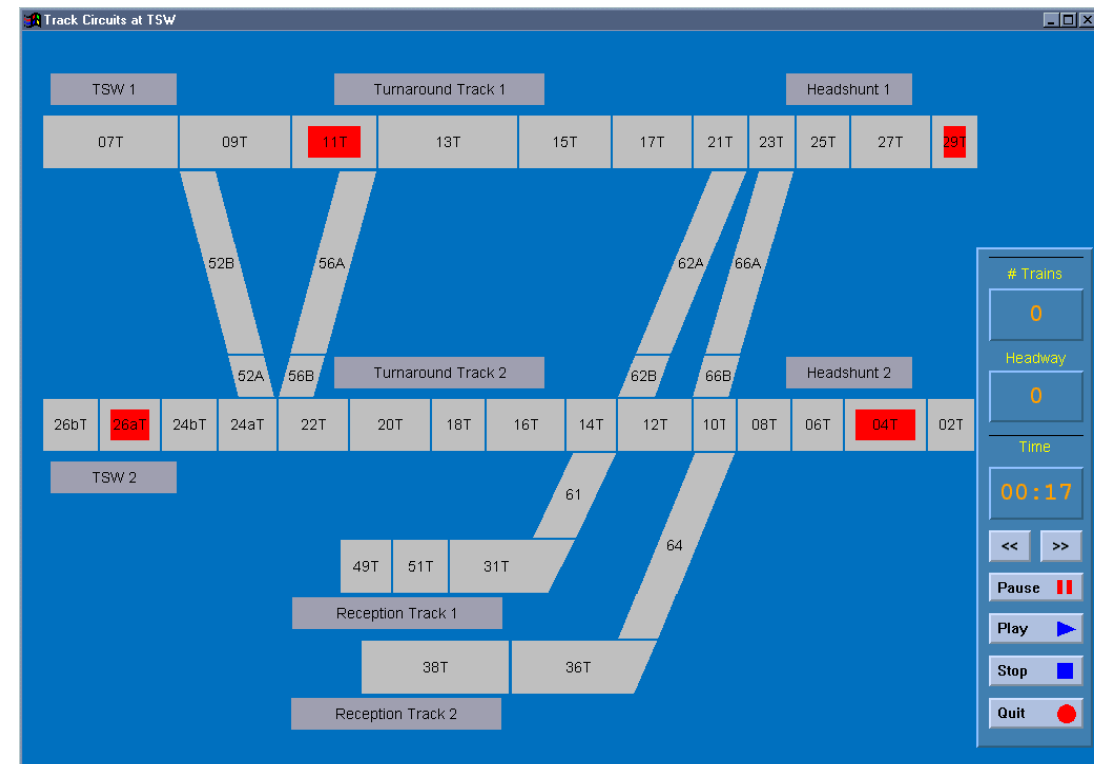 Track Circuits at TSW
TSW 1 Turnaround Track 1 Headshunt 1
07T 09T 11T 13T 15T 17T 21T 23T 25T 27T 29T
52B 56A 62A 66A
# Trains
0
Headway
0
52A 56B Turnaround Track 2 62B 66B Headshunt 2
26bT 26aT 24bT 24aT 22T 20T 18T 16T 14T 12T 10T 08T 06T 04T 02T
Time
TSW 2
00:17
61
64
<< >>
49T 51T 31T
Pause
Reception Track 1
Play
38T 36T
Stop
Reception Track 2
Quit